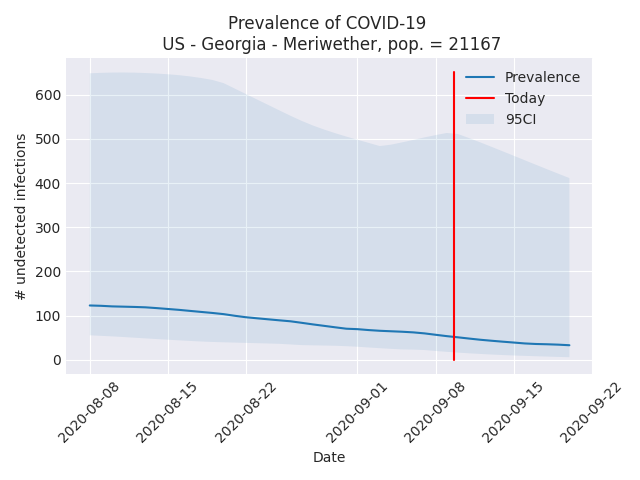 Prevalence of COVID-19
US - Georgia - Meriwether, pop. = 21167
# undetected infections
600
500
400
300
200
100
0
Prevalence
Today
95CI
2020-08-08
2020-08-15
2020-08-22
2020-09-01
2020-09-08
2020-09-15
2020-09-22
Date